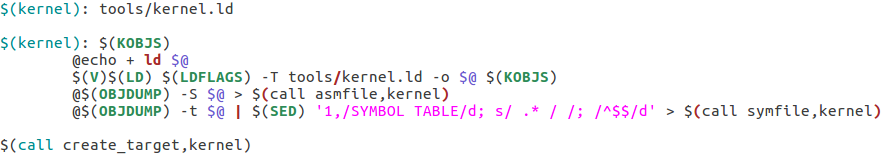 $(kernel): tools/kernel.ld
$(kernel): $(KOBJS)
@echo + ld $@
$(V)$(LD) $(LDFLAGS) -T tools/kernel.ld -o $@ $(KOBJS)
@$(OBJDUMP) -S $@ > $(call asmfile,kernel)
@$(OBJDUMP) -t $@ | $(SED) '1,/SYMBOL TABLE/d; s/ .* / /; /^$$/d' > $(call symfile,kernel)
$(call create_target,kernel)